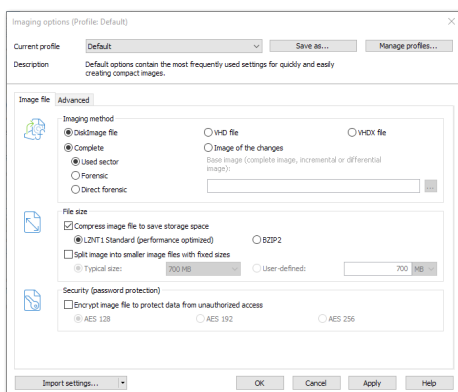 Imaging options (Profile: Default)
Current profile Default Save as... Manage profiles...
Description Default options contain the most frequently used settings for quickly and easily
creating compact images.
Image file Advanced
Imaging method
DiskImage file VHD file VHDX file
Complete Image of the changes
Used sector Base image (complete image, incremental or differential
image):
Forensic
Direct forensic ...
File size
Compress image file to save storage space
LZNT1 Standard (performance optimized) BZIP2
Split image into smaller image files with fixed sizes
Typical size: 700 MB User-defined: 700 MB
Security (password protection)
Encrypt image file to protect data from unauthorized access
AES 128 AES 192 AES 256
Import settings... OK Cancel Apply Help